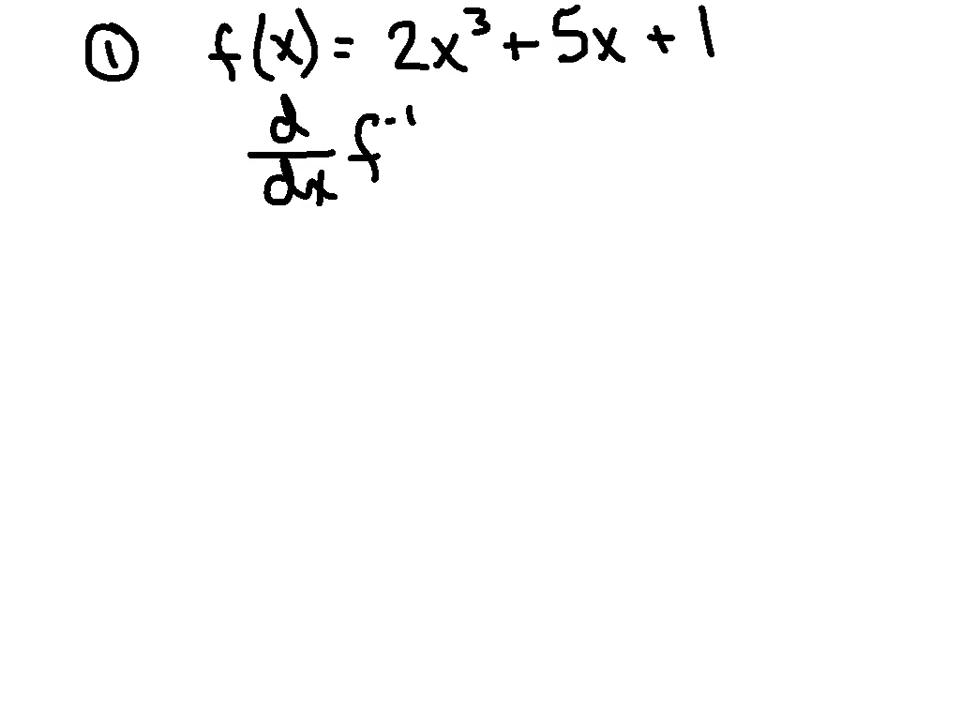 ① f(x) = 2x³ + 5x + 1
d/dx f⁻¹